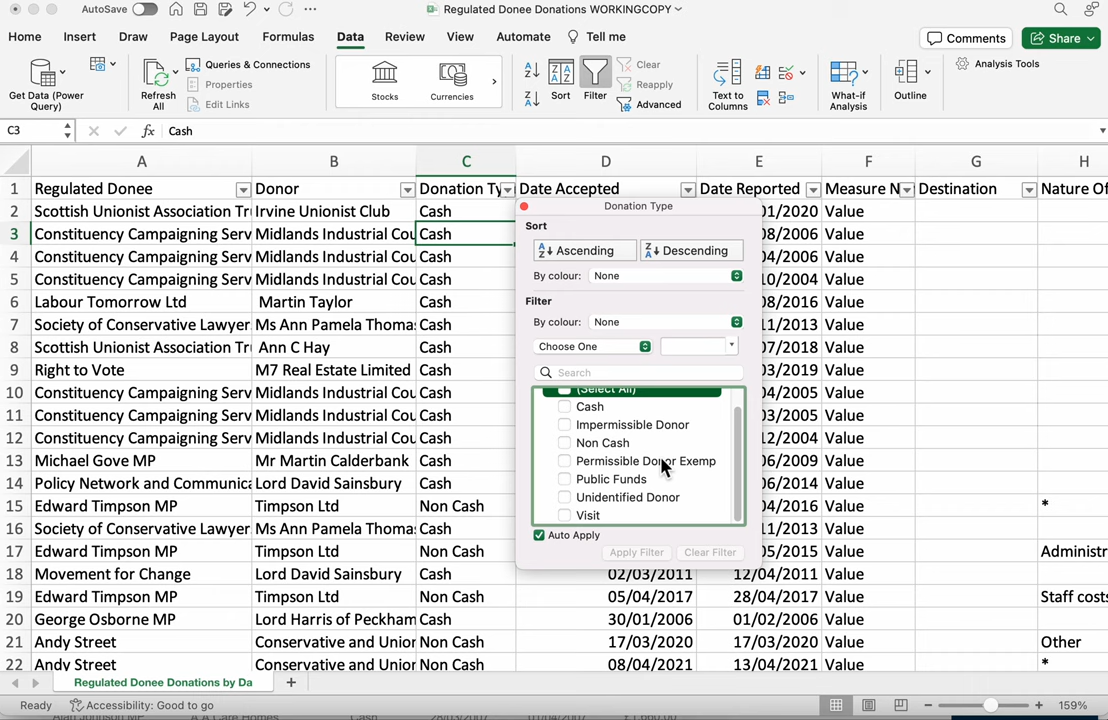 AutoSave
Regulated Donee Donations WORKINGCOPY
Home Insert Draw Page Layout Formulas Data Review View Automate Tell me
Comments Share
Get Data (Power Query)
Refresh All
Queries & Connections
Properties
Edit Links
Stocks Currencies
Sort Filter
Clear
Reapply
Advanced
Text to Columns
What-if Analysis
Outline
Analysis Tools
C3 fx Cash
A B C D E F G H
1 Regulated Donee Donor Donation Ty Date Accepted Date Reported Measure N Destination Nature Of
2 Scottish Unionist Association Tr Irvine Unionist Club Cash 01/2020 Value
3 Constituency Campaigning Serv Midlands Industrial Cou Cash 08/2006 Value
4 Constituency Campaigning Serv Midlands Industrial Cou Cash 04/2006 Value
5 Constituency Campaigning Serv Midlands Industrial Cou Cash 10/2004 Value
6 Labour Tomorrow Ltd Martin Taylor Cash 08/2016 Value
7 Society of Conservative Lawyer Ms Ann Pamela Thoma Cash 11/2013 Value
8 Scottish Unionist Association Tr Ann C Hay Cash 07/2018 Value
9 Right to Vote M7 Real Estate Limited Cash 03/2019 Value
10 Constituency Campaigning Serv Midlands Industrial Cou Cash 04/2005 Value
11 Constituency Campaigning Serv Midlands Industrial Cou Cash 03/2005 Value
12 Constituency Campaigning Serv Midlands Industrial Cou Cash 12/2004 Value
13 Michael Gove MP Mr Martin Calderbank Cash 06/2009 Value
14 Policy Network and Communica Lord David Sainsbury Cash 06/2014 Value
15 Edward Timpson MP Timpson Ltd Non Cash 04/2016 Value *
16 Society of Conservative Lawyer Ms Ann Pamela Thoma Cash 11/2013 Value
17 Edward Timpson MP Timpson Ltd Non Cash 05/2015 Value Administr
18 Movement for Change Lord David Sainsbury Cash 02/03/2011 12/04/2011 Value
19 Edward Timpson MP Timpson Ltd Non Cash 05/04/2017 28/04/2017 Value Staff costs
20 George Osborne MP Lord Harris of Peckham Cash 30/01/2006 01/02/2006 Value
21 Andy Street Conservative and Unior Non Cash 17/03/2020 17/03/2020 Value Other
22 Andy Street Conservative and Unior Non Cash 08/04/2021 13/04/2021 Value *
Donation Type
Sort
Ascending Descending
By colour: None
Filter
By colour: None
Choose One
Search
(Select All)
Cash
Impermissible Donor
Non Cash
Permissible Donor Exemp
Public Funds
Unidentified Donor
Visit
Auto Apply
Apply Filter Clear Filter
Regulated Donee Donations by Da
Ready Accessibility: Good to go 159%